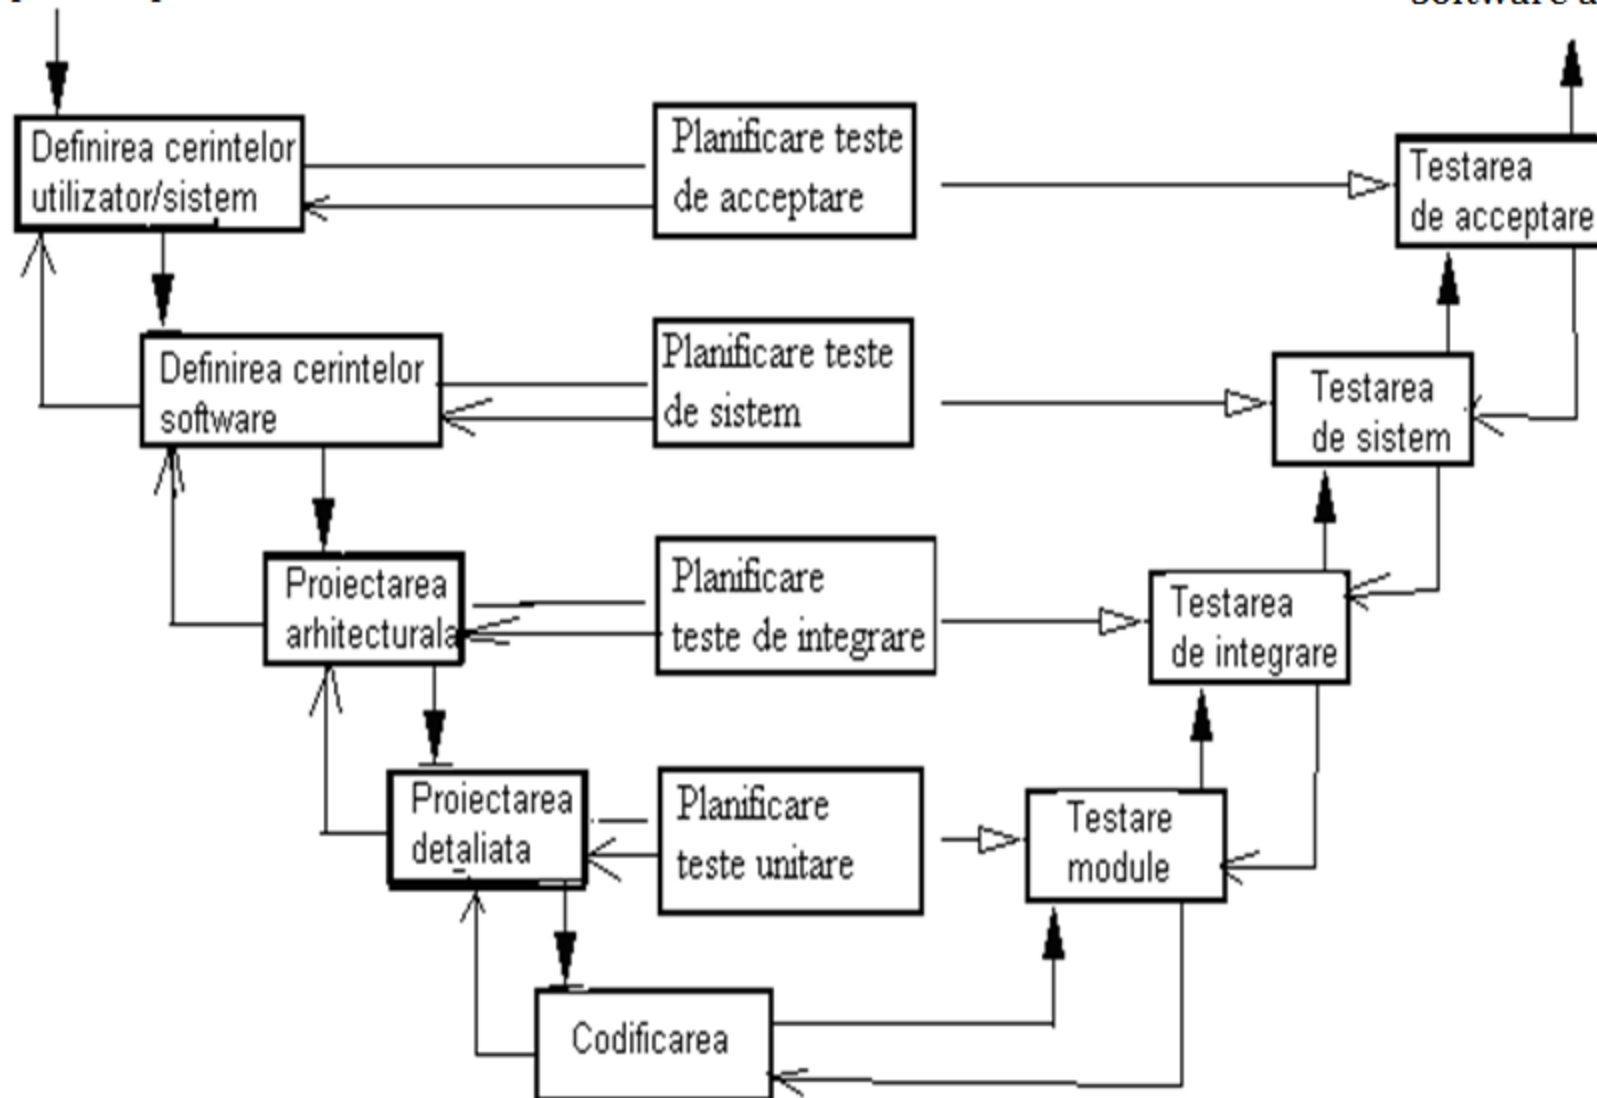 software a
Definirea cerintelor
utilizator/sistem
Planificare teste
de acceptare
Testarea
de acceptare
Definirea cerintelor
software
Planificare teste
de sistem
Testarea
de sistem
Proiectarea
arhitecturala
Planificare
teste de integrare
Testarea
de integrare
Proiectarea
detaliata
Planificare
teste unitare
Testare
module
Codificarea